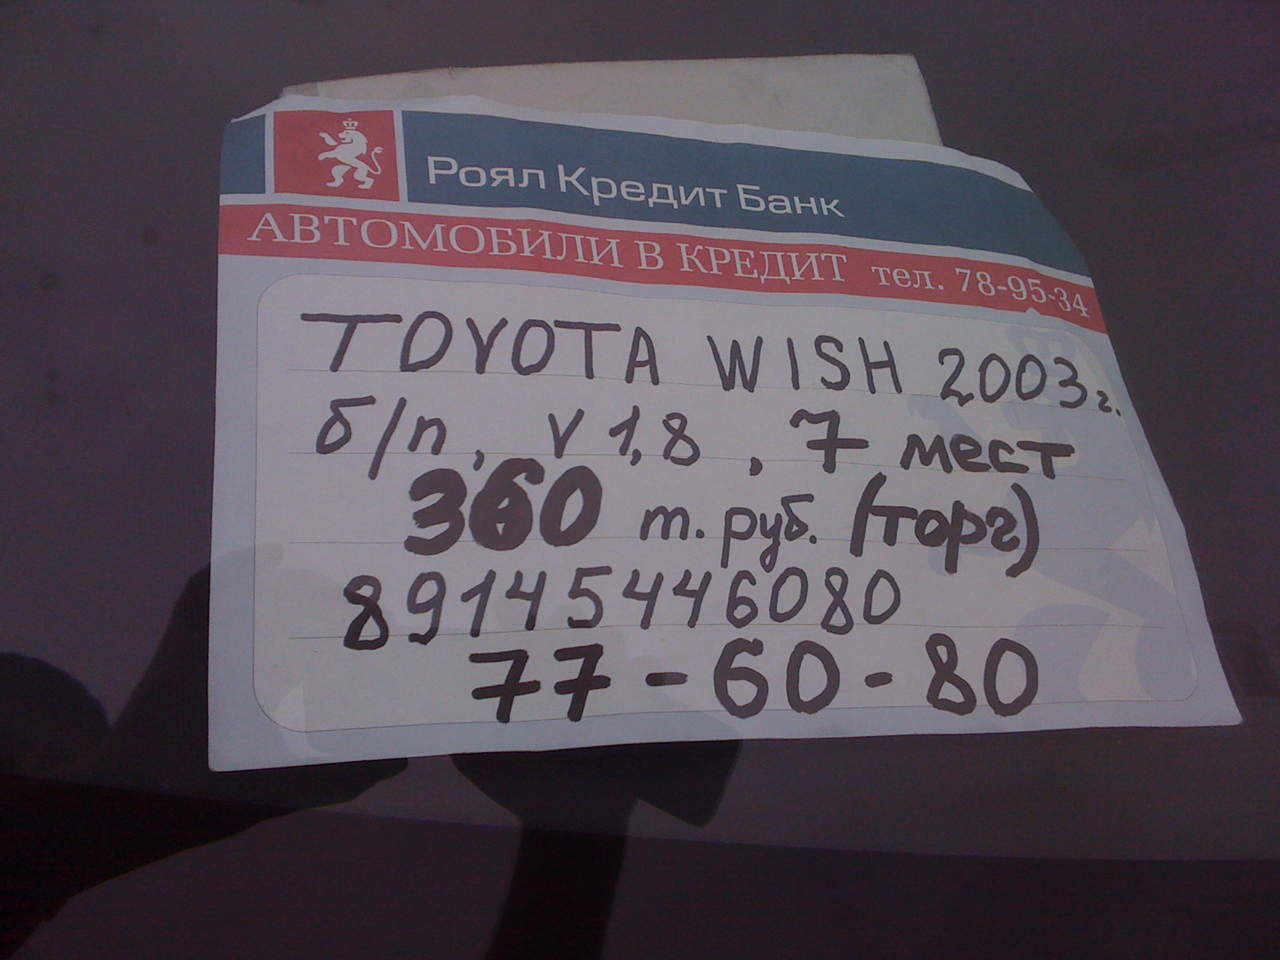 Роял Кредит Банк
АВТОМОБИЛИ В КРЕДИТ тел. 78-95-34
TOYOTA WISH 2003г.
б/п, V 1,8, 7 мест
360 т. руб. (торг)
89145446080
77-60-80